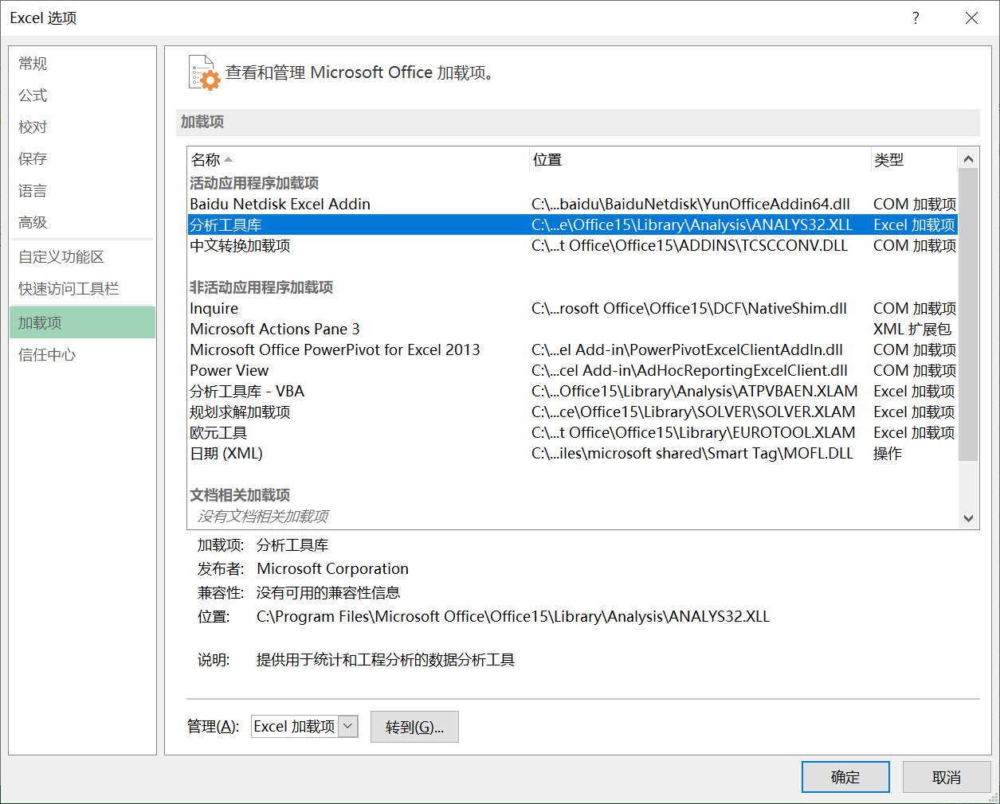 Excel 选项
?
常规
公式
校对
保存
语言
高级
自定义功能区
快速访问工具栏
加载项
信任中心
查看和管理 Microsoft Office 加载项。
加载项
名称 位置 类型
活动应用程序加载项
Baidu Netdisk Excel Addin C:\...baidu\BaiduNetdisk\YunOfficeAddin64.dll COM 加载项
分析工具库 C:\...e\Office15\Library\Analysis\ANALYS32.XLL Excel 加载项
中文转换加载项 C:\...t Office\Office15\ADDINS\TCSCCONV.DLL COM 加载项
非活动应用程序加载项
Inquire C:\...rosoft Office\Office15\DCF\NativeShim.dll COM 加载项
Microsoft Actions Pane 3 XML 扩展包
Microsoft Office PowerPivot for Excel 2013 C:\...el Add-in\PowerPivotExcelClientAddIn.dll COM 加载项
Power View C:\...cel Add-in\AdHocReportingExcelClient.dll COM 加载项
分析工具库 - VBA C:\...Office15\Library\Analysis\ATPVBAEN.XLAM Excel 加载项
规划求解加载项 C:\...ce\Office15\Library\SOLVER\SOLVER.XLAM Excel 加载项
欧元工具 C:\...t Office\Office15\Library\EUROTOOL.XLAM Excel 加载项
日期 (XML) C:\...iles\microsoft shared\Smart Tag\MOFL.DLL 操作
文档相关加载项
没有文档相关加载项
加载项: 分析工具库
发布者: Microsoft Corporation
兼容性: 没有可用的兼容性信息
位置: C:\Program Files\Microsoft Office\Office15\Library\Analysis\ANALYS32.XLL
说明: 提供用于统计和工程分析的数据分析工具
管理(A): Excel 加载项 转到(G)...
确定 取消